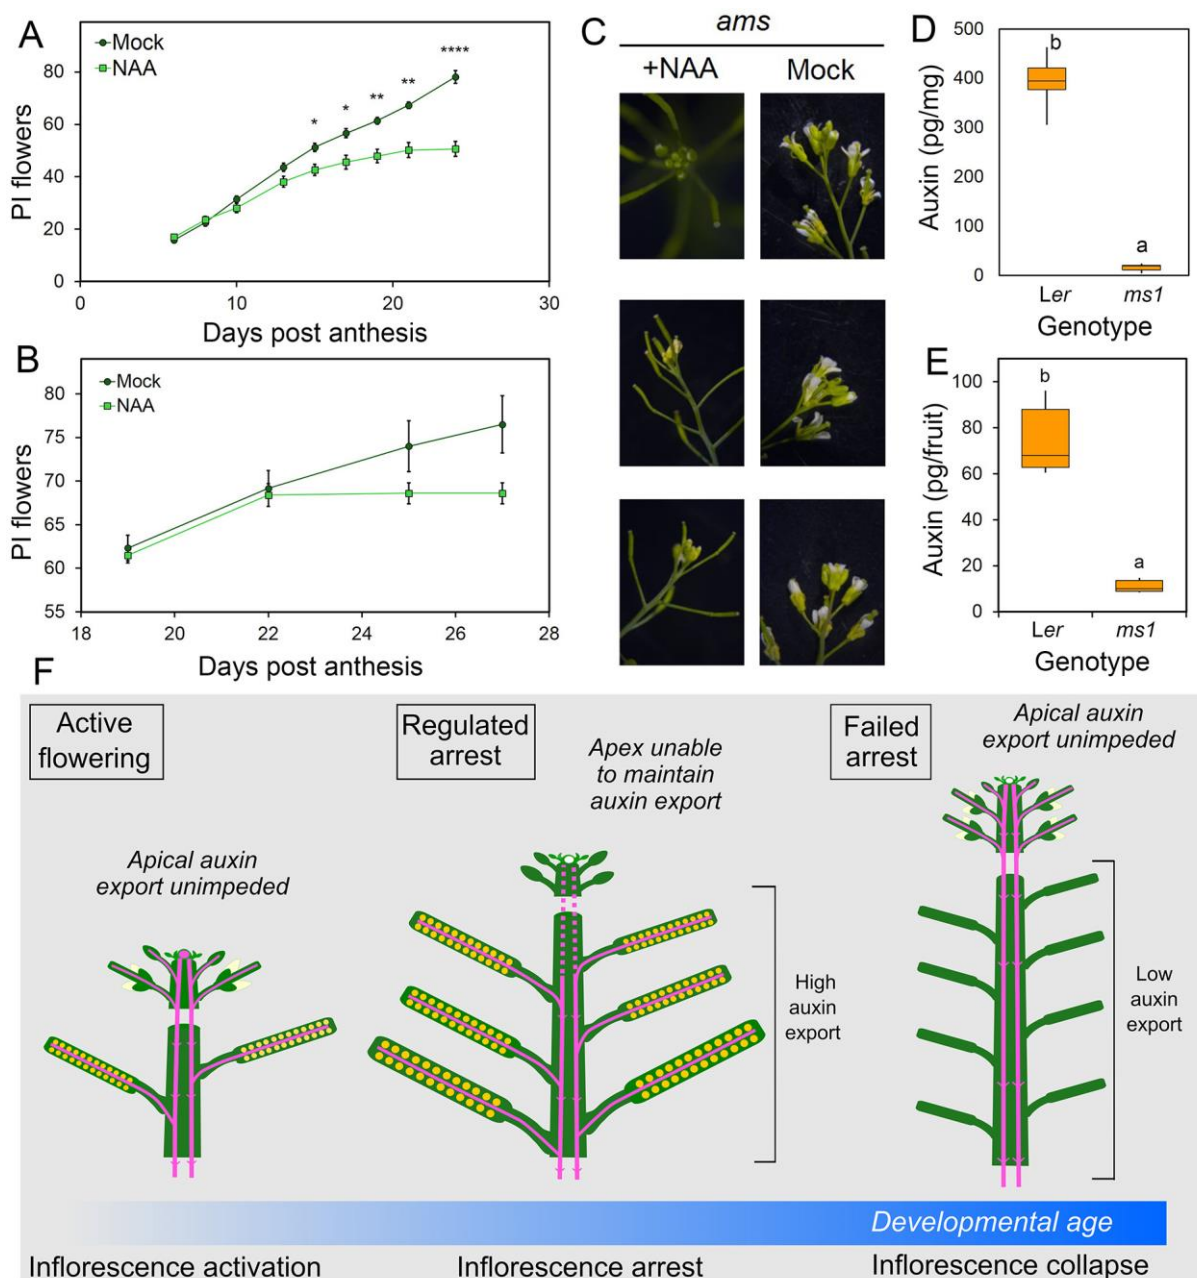 A
Mock
NAA
PI flowers
80
60
40
20
0
*
*
**
**
****
0
10
20
30
Days post anthesis
B
Mock
NAA
PI flowers
80
75
70
65
60
55
18
20
22
24
26
28
Days post anthesis
C
ams
+NAA
Mock
D
Auxin (pg/mg)
500
400
300
200
100
0
b
a
Ler
ms1
Genotype
E
Auxin (pg/fruit)
100
80
60
40
20
0
b
a
Ler
ms1
Genotype
F
Active
flowering
Apical auxin
export unimpeded
Regulated
arrest
Apex unable
to maintain
auxin export
High
auxin
export
Failed
arrest
Apical auxin
export unimpeded
Low
auxin
export
Developmental age
Inflorescence activation
Inflorescence arrest
Inflorescence collapse